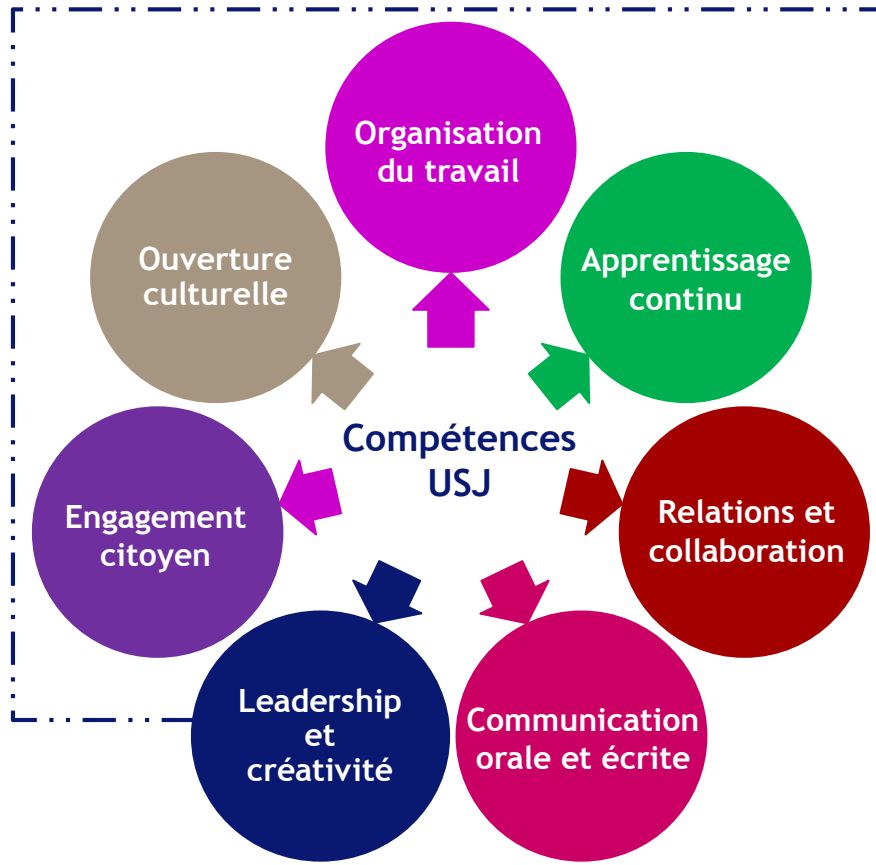 Organisation
du travail
Apprentissage
continu
Relations et
collaboration
Communication
orale et écrite
Leadership
et
créativité
Engagement
citoyen
Ouverture
culturelle
Compétences
USJ